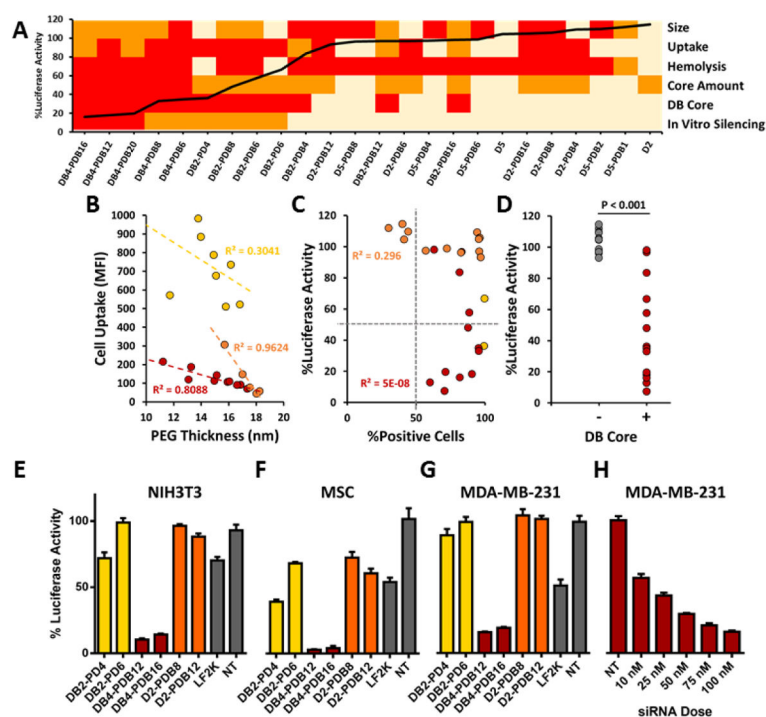 A
%Luciferase Activity
120
100
80
60
40
20
0
Size
Uptake
Hemolysis
Core Amount
DB Core
In Vitro Silencing
DB4-PDB16
DB4-PDB12
DB4-PDB20
DB4-PDB8
DB4-PDB6
DB2-PD4
DB2-PDB8
DB2-PDB6
DB2-PD6
DB2-PDB4
D2-PDB12
D5-PDB8
DB2-PDB12
D2-PDB6
D5-PDB4
DB2-PDB16
D5-PDB6
D5
D2-PDB16
D2-PDB8
D2-PDB4
D5-PDB2
D5-PDB1
D2
B
Cell Uptake (MFI)
1000
900
800
700
600
500
400
300
200
100
0
R² = 0.3041
R² = 0.9624
R² = 0.8088
10 12 14 16 18 20
PEG Thickness (nm)
C
%Luciferase Activity
120
100
80
60
40
20
0
R² = 0.296
R² = 5E-08
0 50 100
%Positive Cells
D
P < 0.001
120
100
80
60
40
20
0
- +
DB Core
E
NIH3T3
% Luciferase Activity
100
50
0
DB2-PD4
DB2-PD6
DB4-PDB12
DB4-PDB16
D2-PDB8
D2-PDB12
LF2K
NT
F
MSC
DB2-PD4
DB2-PD6
DB4-PDB12
DB4-PDB16
D2-PDB8
D2-PDB12
LF2K
NT
G
MDA-MB-231
DB2-PD4
DB2-PD6
DB4-PDB12
DB4-PDB16
D2-PDB8
D2-PDB12
LF2K
NT
H
MDA-MB-231
NT
10 nM
25 nM
50 nM
75 nM
100 nM
siRNA Dose